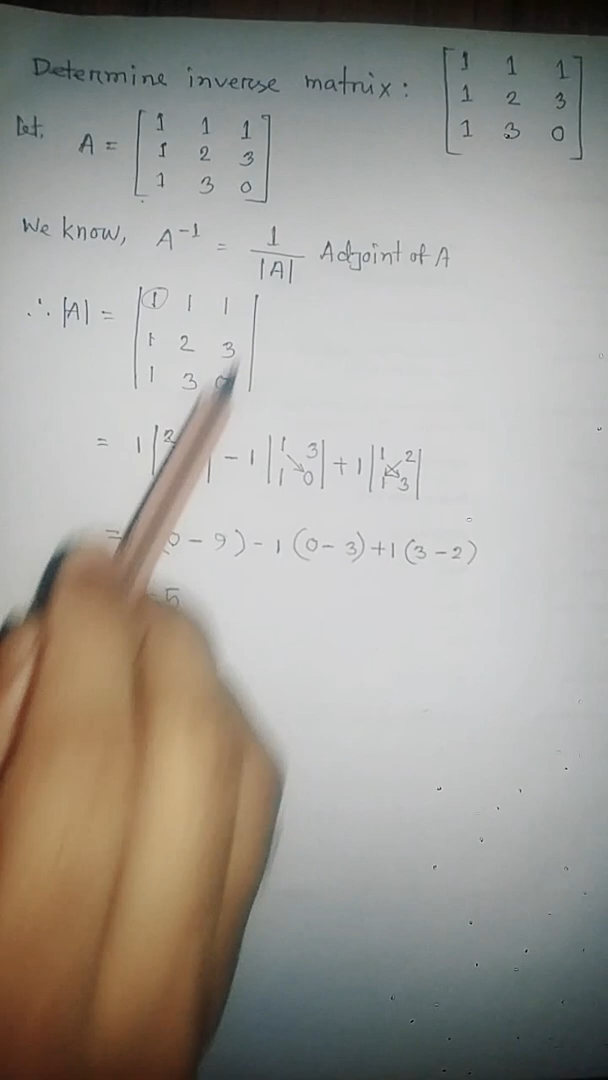 Determine inverse matrix: [1 1 1
1 2 3
1 3 0]
Let, A = [1 1 1
1 2 3
1 3 0]
We know, A⁻¹ = 1/|A| Adjoint of A
∴ |A| = |1 1 1
1 2 3
1 3
= 1 |2 | - 1 |1 3 1 0| + 1 |1 2 1 3|
= 0 - 9) - 1 (0 - 3) + 1 (3 - 2)
-5